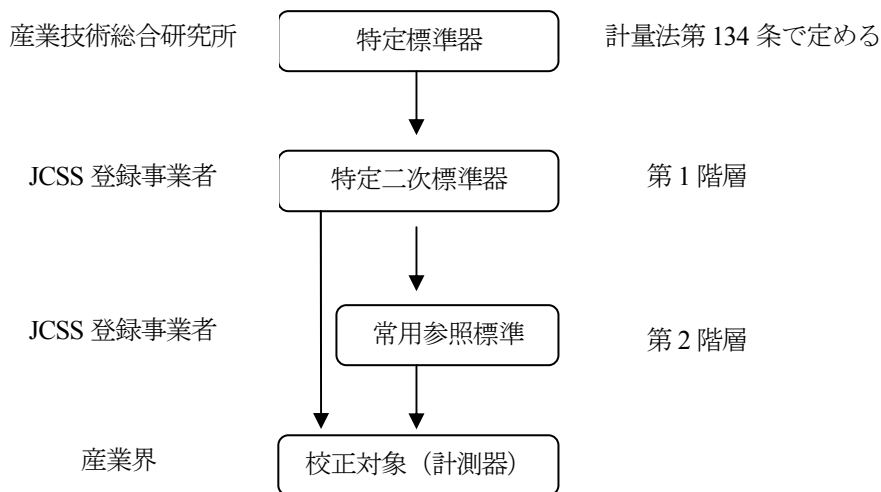 産業技術総合研究所 特定標準器 計量法第 134 条で定める
JCSS 登録事業者 特定二次標準器 第 1 階層
JCSS 登録事業者 常用参照標準 第 2 階層
産業界 校正対象（計測器）